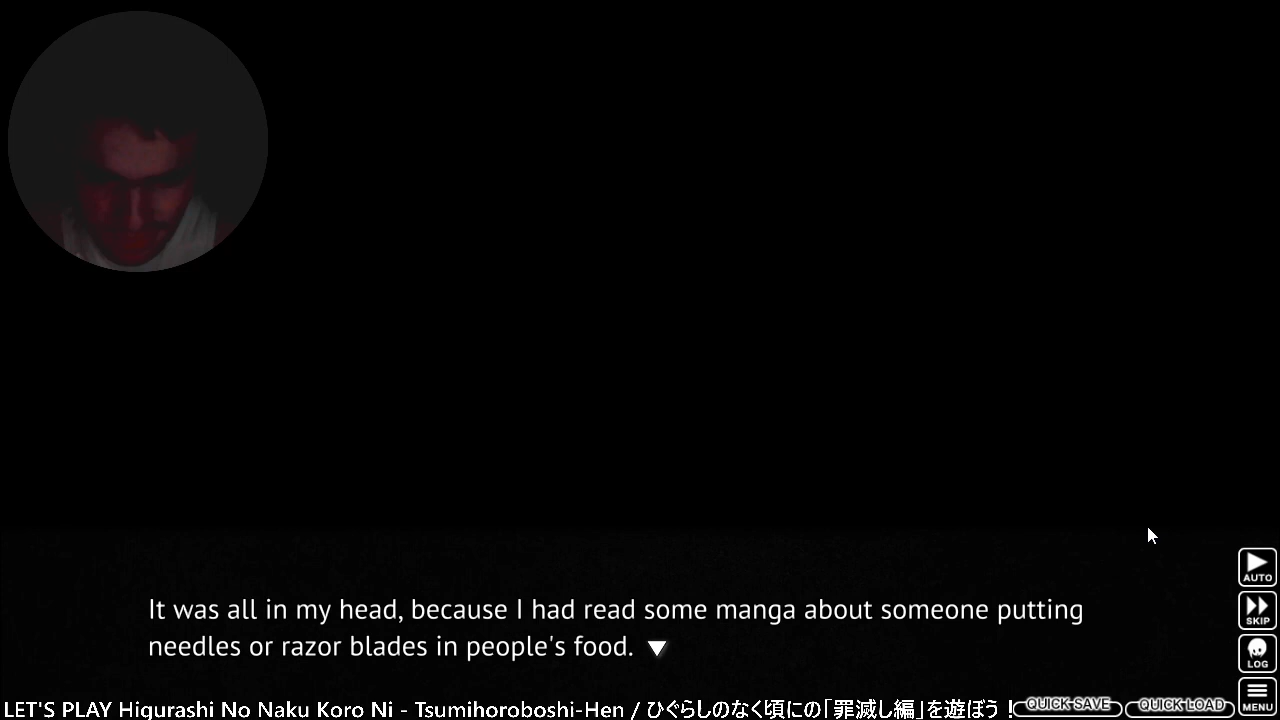 It was all in my head, because I had read some manga about someone putting
needles or razor blades in people's food.
AUTO
SKIP
LOG
MENU
LET'S PLAY Higurashi No Naku Koro Ni - Tsumihoroboshi-Hen / ひぐらしのなく頃にの「罪滅し編」を遊ぼう！
QUICK SAVE
QUICK LOAD